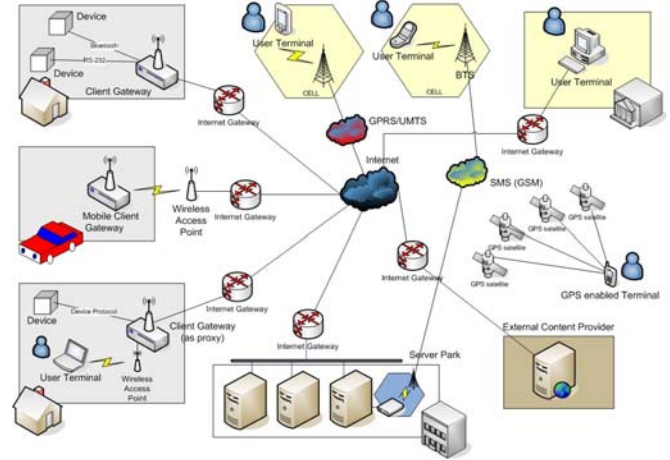 Device
Bluetooth
RS-232
Device
Client Gateway
Internet Gateway
User Terminal
CELL
GPRS/UMTS
User Terminal
BTS
CELL
User Terminal
Internet Gateway
Internet
SMS (GSM)
Mobile Client
Gateway
Wireless
Access
Point
Internet Gateway
GPS satellite
GPS satellite
GPS satellite
GPS satellite
GPS enabled Terminal
Internet Gateway
Internet Gateway
Device
Device Protocol
Client Gateway
(as proxy)
User Terminal
Wireless
Access
Point
Internet Gateway
Server Park
External Content Provider